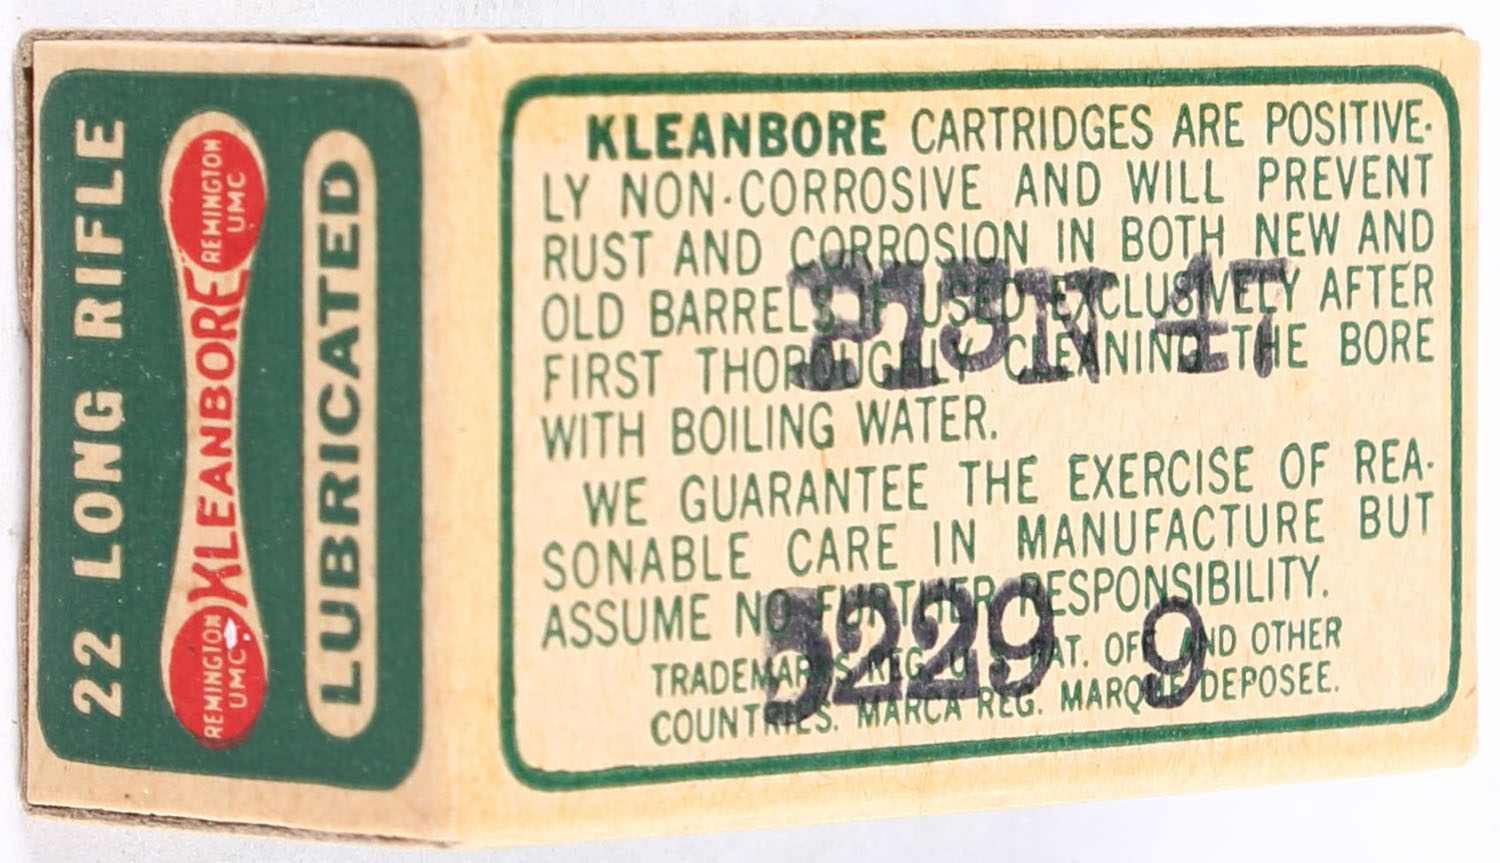 22 LONG RIFLE
REMINGTON
UMC
KLEANBORE
REMINGTON
UMC
LUBRICATED
KLEANBORE CARTRIDGES ARE POSITIVE-
LY NON-CORROSIVE AND WILL PREVENT
RUST AND CORROSION IN BOTH NEW AND
OLD BARRELS IF USED EXCLUSIVELY AFTER
FIRST THOROUGHLY CLEANING THE BORE
WITH BOILING WATER.
WE GUARANTEE THE EXERCISE OF REA-
SONABLE CARE IN MANUFACTURE BUT
ASSUME NO FURTHER RESPONSIBILITY.
TRADEMARKS REG. U. S. PAT. OFF. AND OTHER
COUNTRIES. MARCA REG. MARQUE DEPOSEE.
5229 9